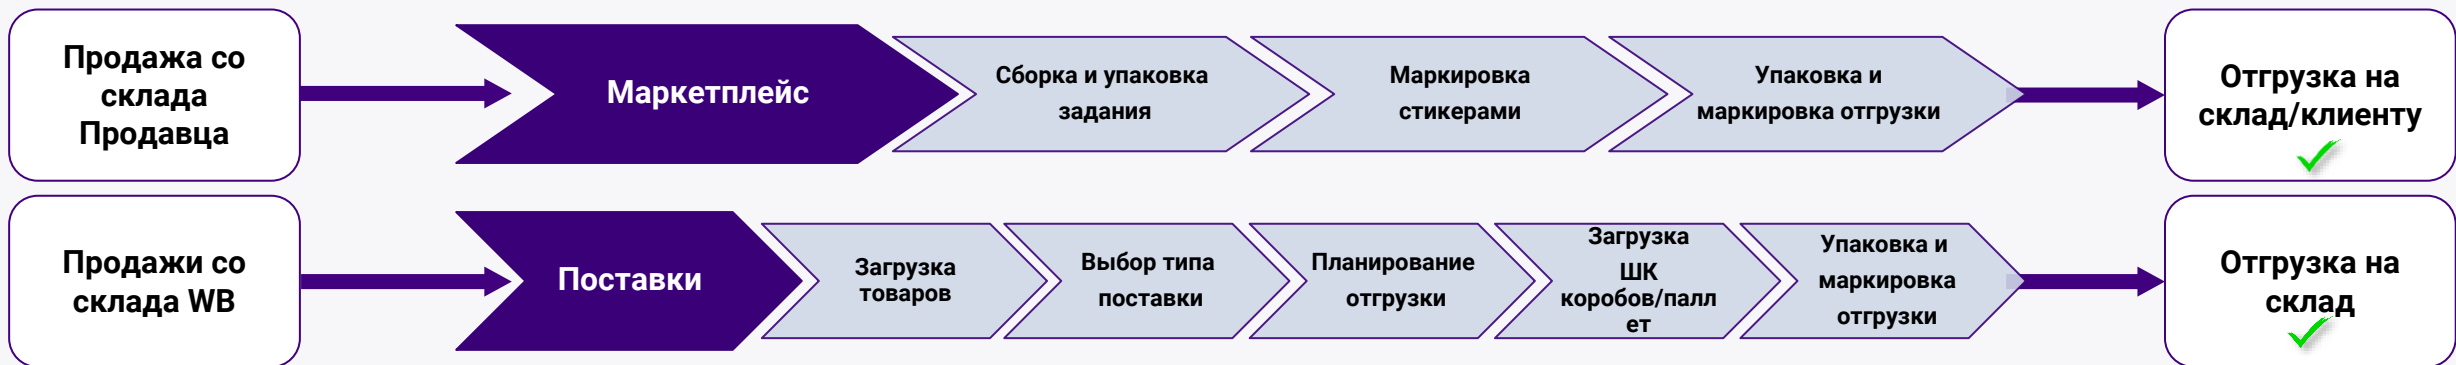 Продажа со
склада
Продавца
Маркетплейс
Сборка и упаковка
задания
Маркировка
стикерами
Упаковка и
маркировка отгрузки
Отгрузка на
склад/клиенту
Продажи со
склада WB
Поставки
Загрузка
товаров
Выбор типа
поставки
Планирование
отгрузки
Загрузка
ШК
коробов/палл
ет
Упаковка и
маркировка
отгрузки
Отгрузка на
склад